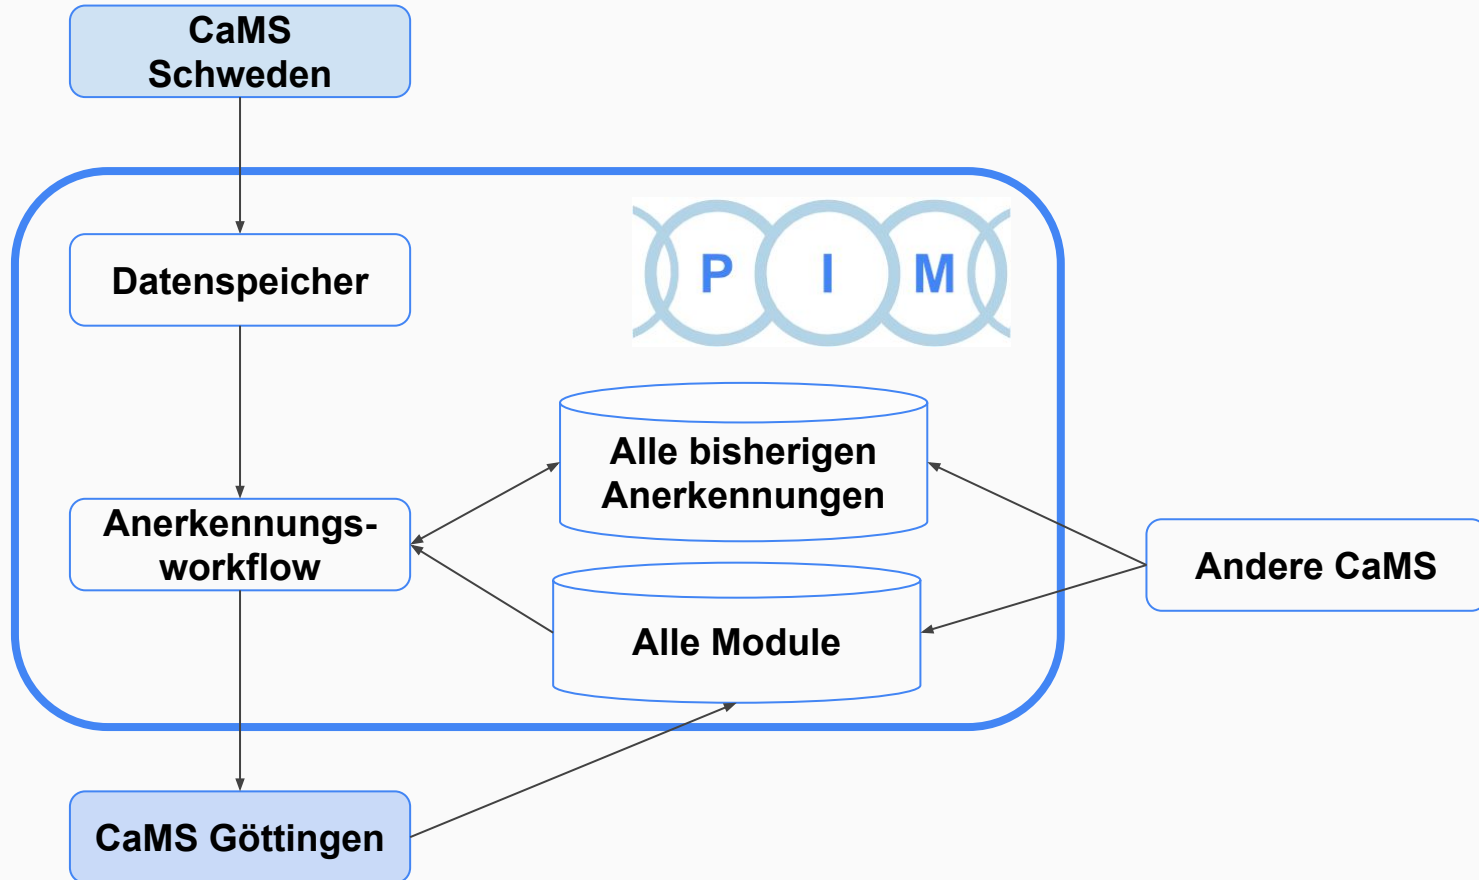 CaMS
Schweden
Datenspeicher
P I M
Alle bisherigen
Anerkennungen
Anerkennungs-
workflow
Andere CaMS
Alle Module
CaMS Göttingen